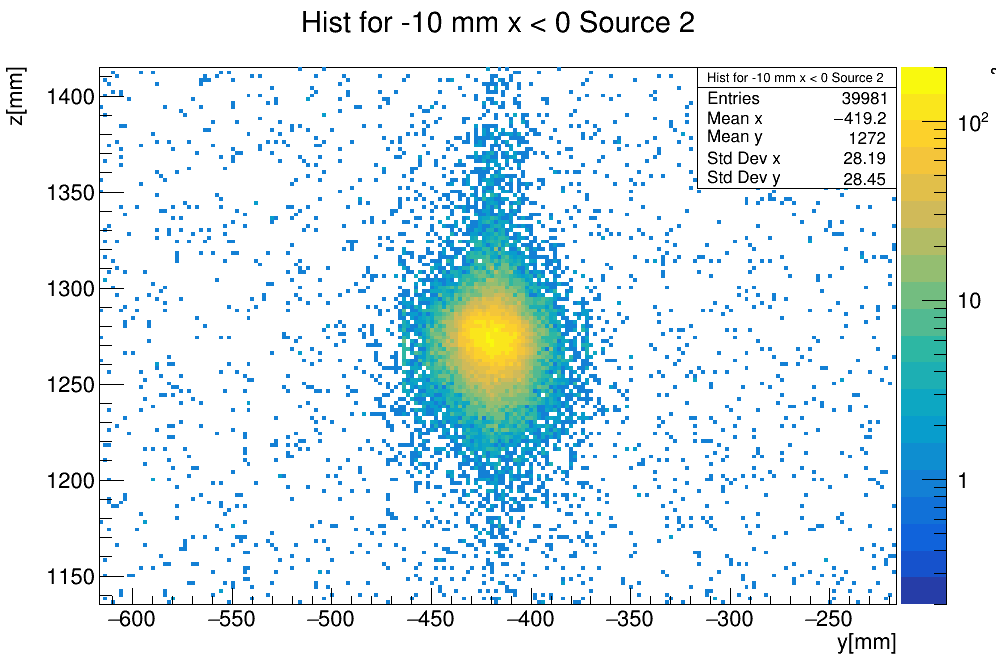 Hist for -10 mm x < 0 Source 2
z[mm]
Hist for -10 mm x < 0 Source 2
Entries 39981
Mean x −419.2
Mean y 1272
Std Dev x 28.19
Std Dev y 28.45
1400
1350
1300
1250
1200
1150
−600 −550 −500 −450 −400 −350 −300 −250
y[mm]
10²
10
1